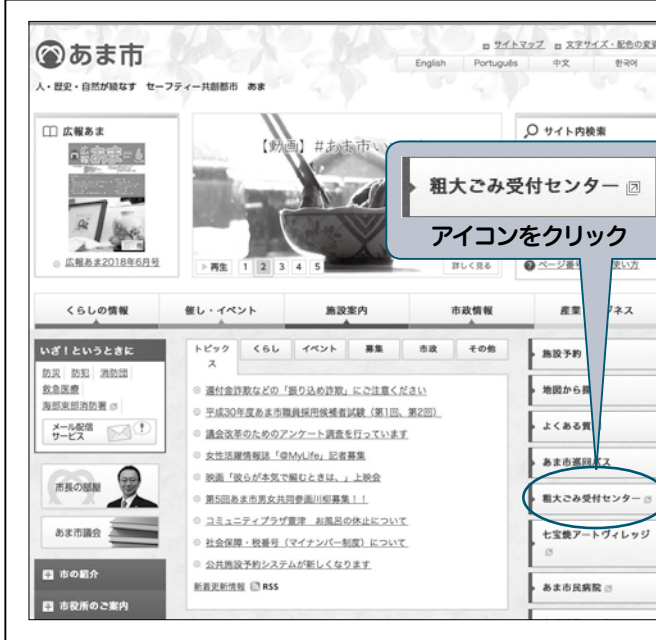 サイトマップ 文字サイズ・配色の変更
あま市
English Português 中文 한국어
人・歴史・自然が綾なす セーフティー共創都市 あま
広報あま
【動画】#あま市い
サイト内検索
粗大ごみ受付センター
アイコンをクリック
広報あま2018年6月号
再生 1 2 3 4 5
詳しく見る
ページ番号 使い方
くらしの情報 催し・イベント 施設案内 市政情報 産業 ジネス
いざ!というときに
防災 防犯 消防団
救急医療
海部東部消防署
メール配信
サービス
市長の部屋
あま市議会
市の紹介
市役所のご案内
トピックス くらし イベント 募集 市政 その他
還付金詐欺などの「振り込め詐欺」にご注意ください
平成30年度あま市職員採用候補者試験(第1回、第2回)
議会改革のためのアンケート調査を行っています
女性活躍情報誌「@MyLife」記者募集
映画「彼らが本気で編むときは、」上映会
第5回あま市男女共同参画川柳募集!!
コミュニティプラザ萱津 お風呂の休止について
社会保障・税番号(マイナンバー制度)について
公共施設予約システムが新しくなります
新着更新情報 RSS
施設予約
地図から
よくある質
あま市巡回バス
粗大ごみ受付センター
七宝焼アートヴィレッジ
あま市民病院